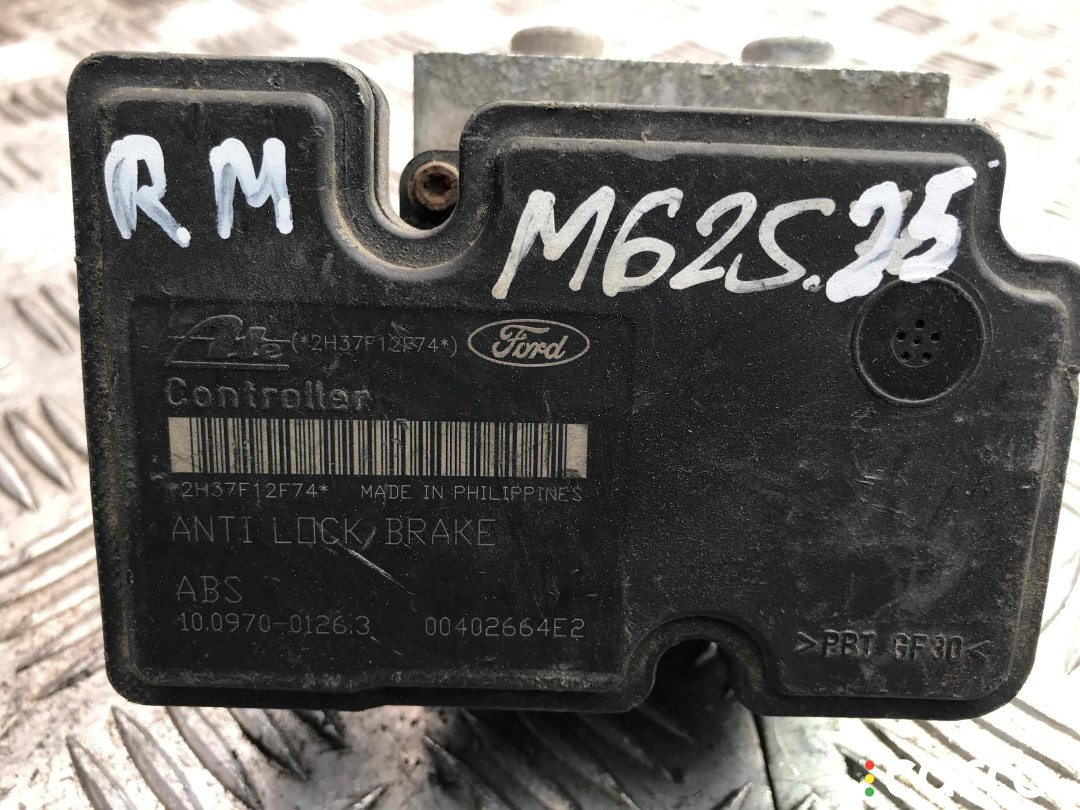 R.M
M62S.25
Ate (*2H37F12F74*) Ford
Controller
*2H37F12F74* MADE IN PHILIPPINES
ANTI LOCK BRAKE
ABS
10.0970-0126.3 00402664E2
>PBT GF30<